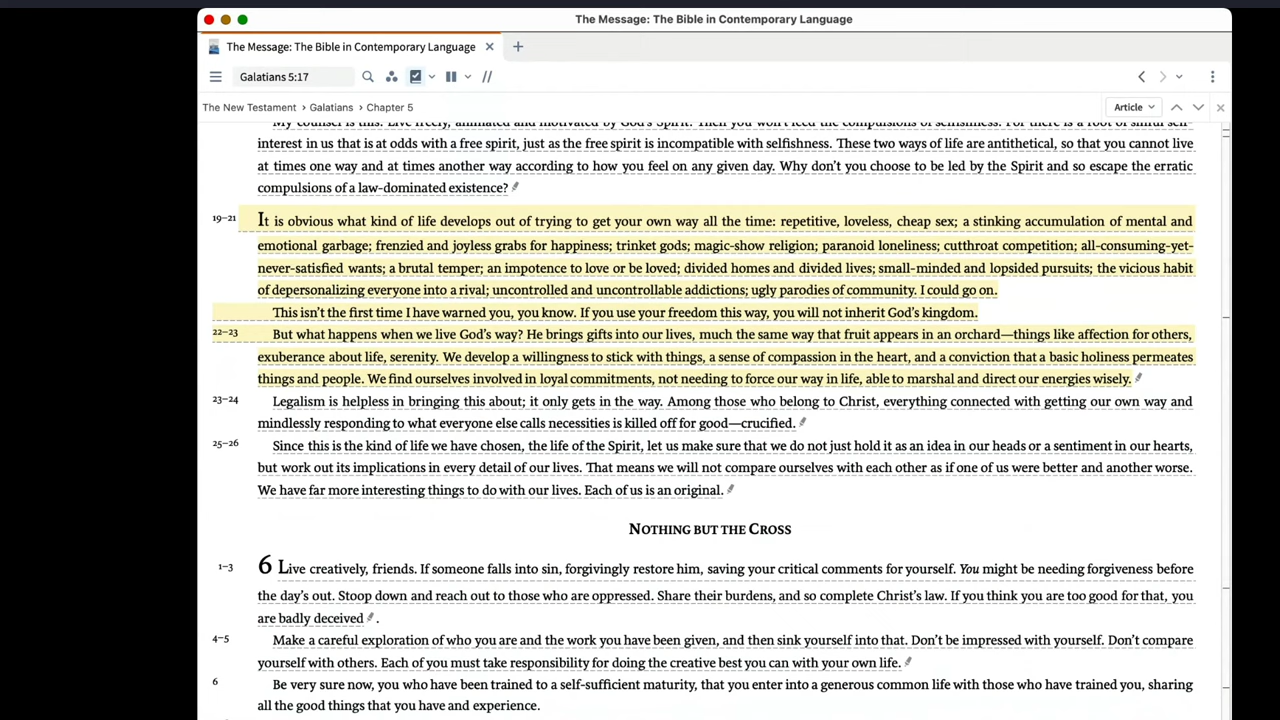 The Message: The Bible in Contemporary Language
The Message: The Bible in Contemporary Language
Galatians 5:17
The New Testament › Galatians › Chapter 5
Article
My counsel is this: Live freely, animated and motivated by God's Spirit. Then you won't feed the compulsions of selfishness. For there is a root of sinful self-
interest in us that is at odds with a free spirit, just as the free spirit is incompatible with selfishness. These two ways of life are antithetical, so that you cannot live
at times one way and at times another way according to how you feel on any given day. Why don't you choose to be led by the Spirit and so escape the erratic
compulsions of a law-dominated existence?
19–21 It is obvious what kind of life develops out of trying to get your own way all the time: repetitive, loveless, cheap sex; a stinking accumulation of mental and
emotional garbage; frenzied and joyless grabs for happiness; trinket gods; magic-show religion; paranoid loneliness; cutthroat competition; all-consuming-yet-
never-satisfied wants; a brutal temper; an impotence to love or be loved; divided homes and divided lives; small-minded and lopsided pursuits; the vicious habit
of depersonalizing everyone into a rival; uncontrolled and uncontrollable addictions; ugly parodies of community. I could go on.
This isn't the first time I have warned you, you know. If you use your freedom this way, you will not inherit God's kingdom.
22–23 But what happens when we live God's way? He brings gifts into our lives, much the same way that fruit appears in an orchard—things like affection for others,
exuberance about life, serenity. We develop a willingness to stick with things, a sense of compassion in the heart, and a conviction that a basic holiness permeates
things and people. We find ourselves involved in loyal commitments, not needing to force our way in life, able to marshal and direct our energies wisely.
23–24 Legalism is helpless in bringing this about; it only gets in the way. Among those who belong to Christ, everything connected with getting our own way and
mindlessly responding to what everyone else calls necessities is killed off for good—crucified.
25–26 Since this is the kind of life we have chosen, the life of the Spirit, let us make sure that we do not just hold it as an idea in our heads or a sentiment in our hearts,
but work out its implications in every detail of our lives. That means we will not compare ourselves with each other as if one of us were better and another worse.
We have far more interesting things to do with our lives. Each of us is an original.
NOTHING BUT THE CROSS
1–3 6 Live creatively, friends. If someone falls into sin, forgivingly restore him, saving your critical comments for yourself. You might be needing forgiveness before
the day's out. Stoop down and reach out to those who are oppressed. Share their burdens, and so complete Christ's law. If you think you are too good for that, you
are badly deceived.
4–5 Make a careful exploration of who you are and the work you have been given, and then sink yourself into that. Don't be impressed with yourself. Don't compare
yourself with others. Each of you must take responsibility for doing the creative best you can with your own life.
6 Be very sure now, you who have been trained to a self-sufficient maturity, that you enter into a generous common life with those who have trained you, sharing
all the good things that you have and experience.